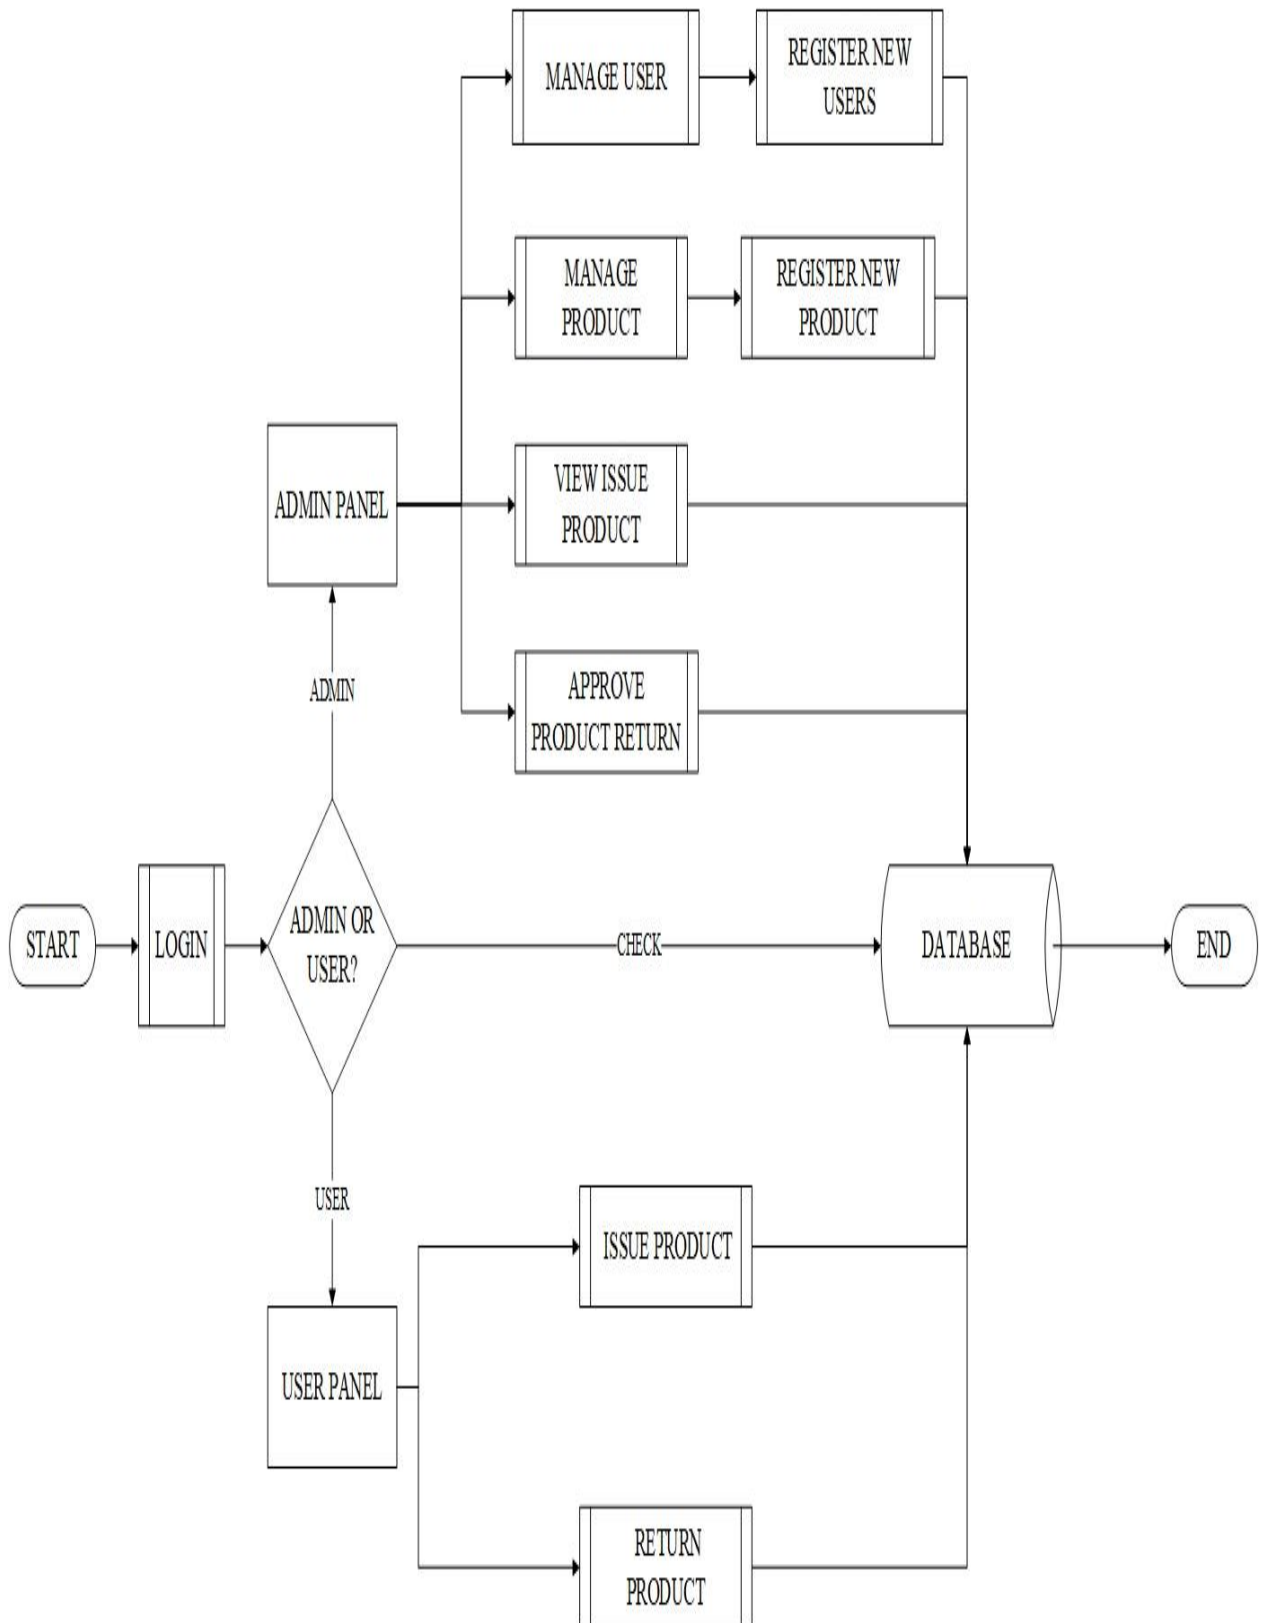 MANAGE USER
REGISTER NEW
USERS
MANAGE
PRODUCT
REGISTER NEW
PRODUCT
ADMIN PANEL
VIEW ISSUE
PRODUCT
ADMIN
APPROVE
PRODUCT RETURN
START
LOGIN
ADMIN OR
USER?
CHECK
DATABASE
END
USER
ISSUE PRODUCT
USER PANEL
RETURN
PRODUCT